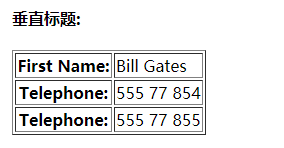 垂直标题:
First Name: Bill Gates
Telephone: 555 77 854
Telephone: 555 77 855